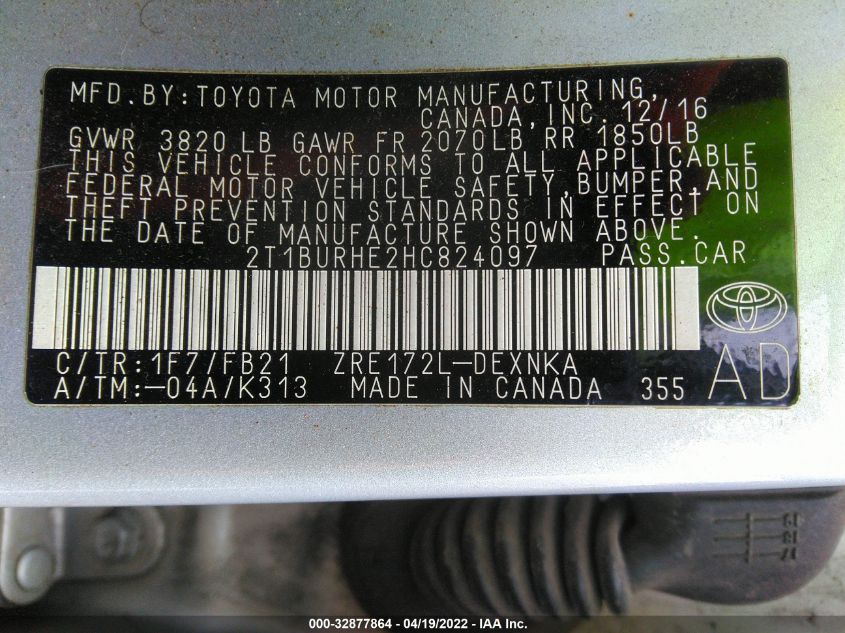 MFD.BY:TOYOTA MOTOR MANUFACTURING,
CANADA, INC. 12/16
GVWR 3820 LB GAWR FR 2070LB RR 1850LB
THIS VEHICLE CONFORMS TO ALL APPLICABLE
FEDERAL MOTOR VEHICLE SAFETY,BUMPER,AND
THEFT PREVENTION STANDARDS IN EFFECT ON
THE DATE OF MANUFACTURE SHOWN ABOVE.
2T1BURHE2HC824097 PASS.CAR
C/TR:1F7/FB21 ZRE172L-DEXNKA
A/TM:-04A/K313 MADE IN CANADA 355
AD
000-32877864 - 04/19/2022 - IAA Inc.